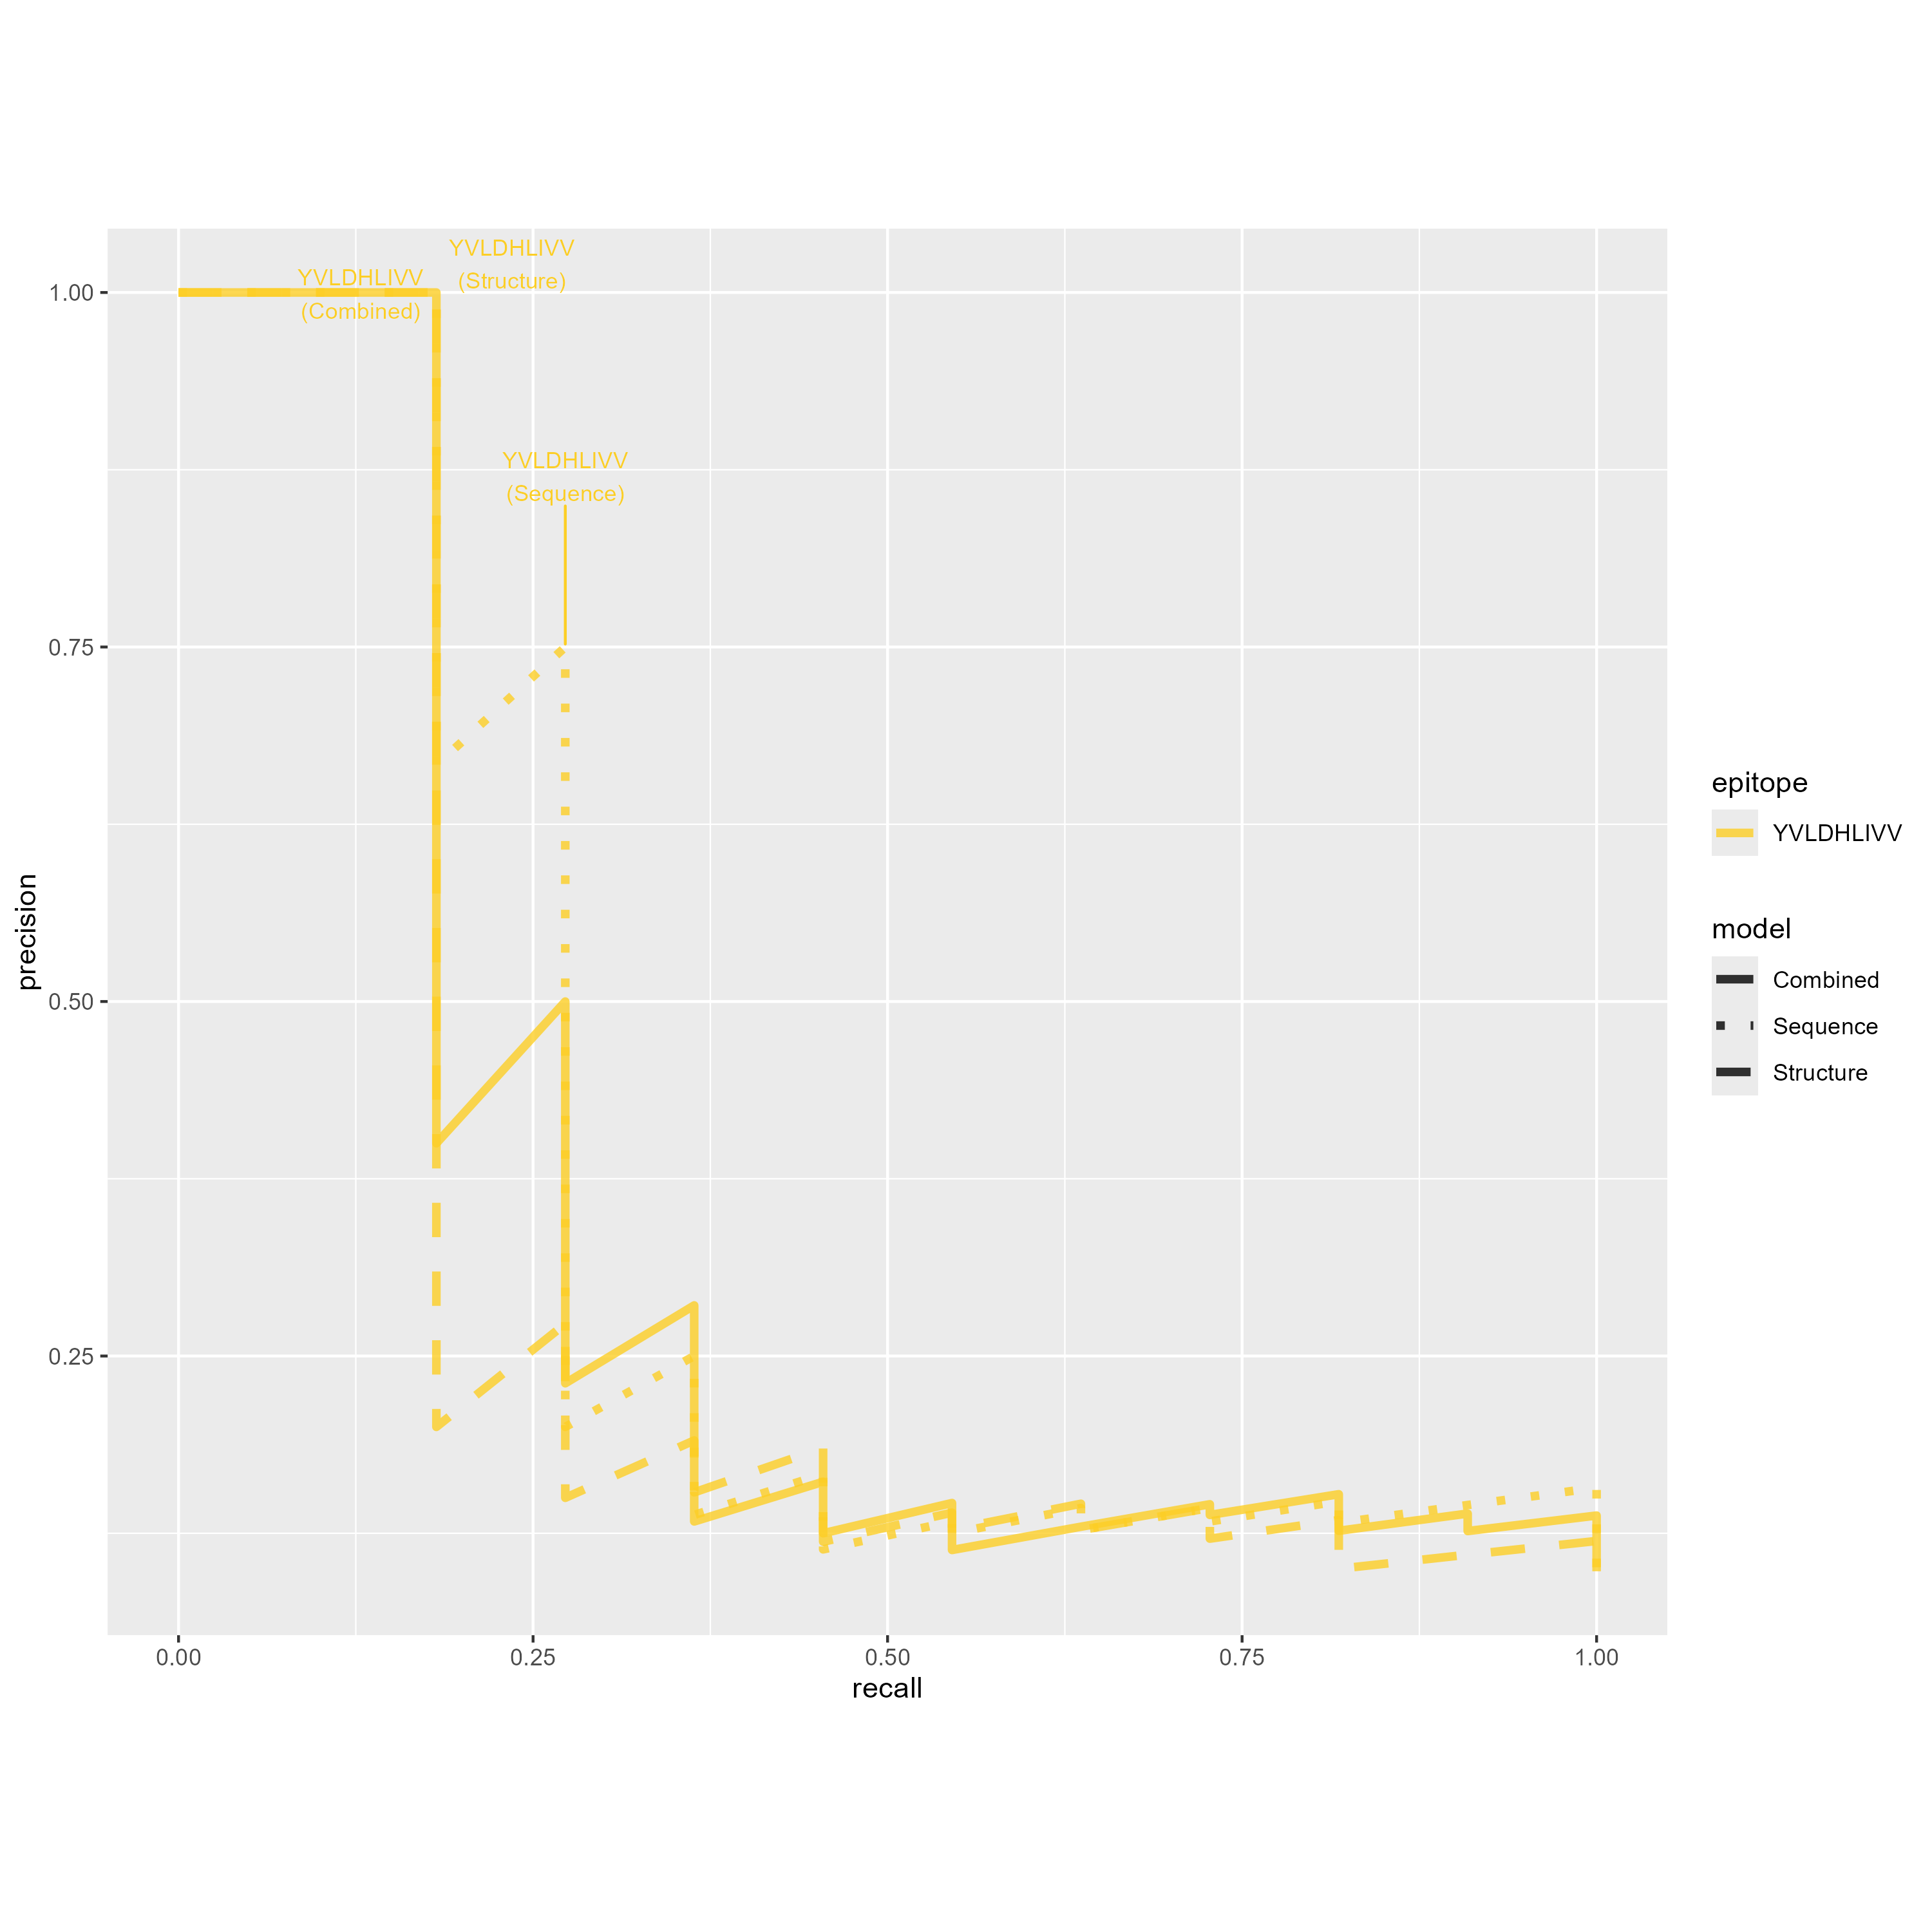 YVLDHLIVV
(Structure)
YVLDHLIVV
(Combined)
YVLDHLIVV
(Sequence)
1.00
0.75
0.50
0.25
precision
0.00
0.25
0.50
0.75
1.00
recall
epitope
YVLDHLIVV
model
Combined
Sequence
Structure